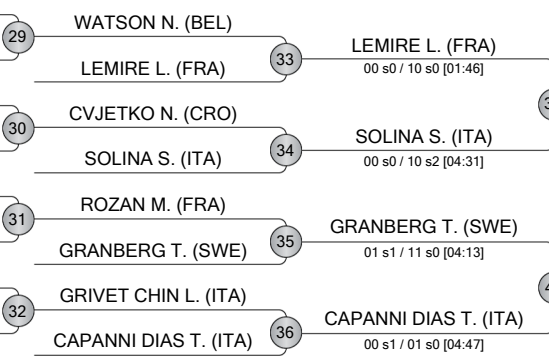 29
WATSON N. (BEL)
LEMIRE L. (FRA)
33
LEMIRE L. (FRA)
00 s0 / 10 s0 [01:46]
30
CVJETKO N. (CRO)
SOLINA S. (ITA)
34
SOLINA S. (ITA)
00 s0 / 10 s2 [04:31]
31
ROZAN M. (FRA)
GRANBERG T. (SWE)
35
GRANBERG T. (SWE)
01 s1 / 11 s0 [04:13]
32
GRIVET CHIN L. (ITA)
CAPANNI DIAS T. (ITA)
36
CAPANNI DIAS T. (ITA)
00 s1 / 01 s0 [04:47]